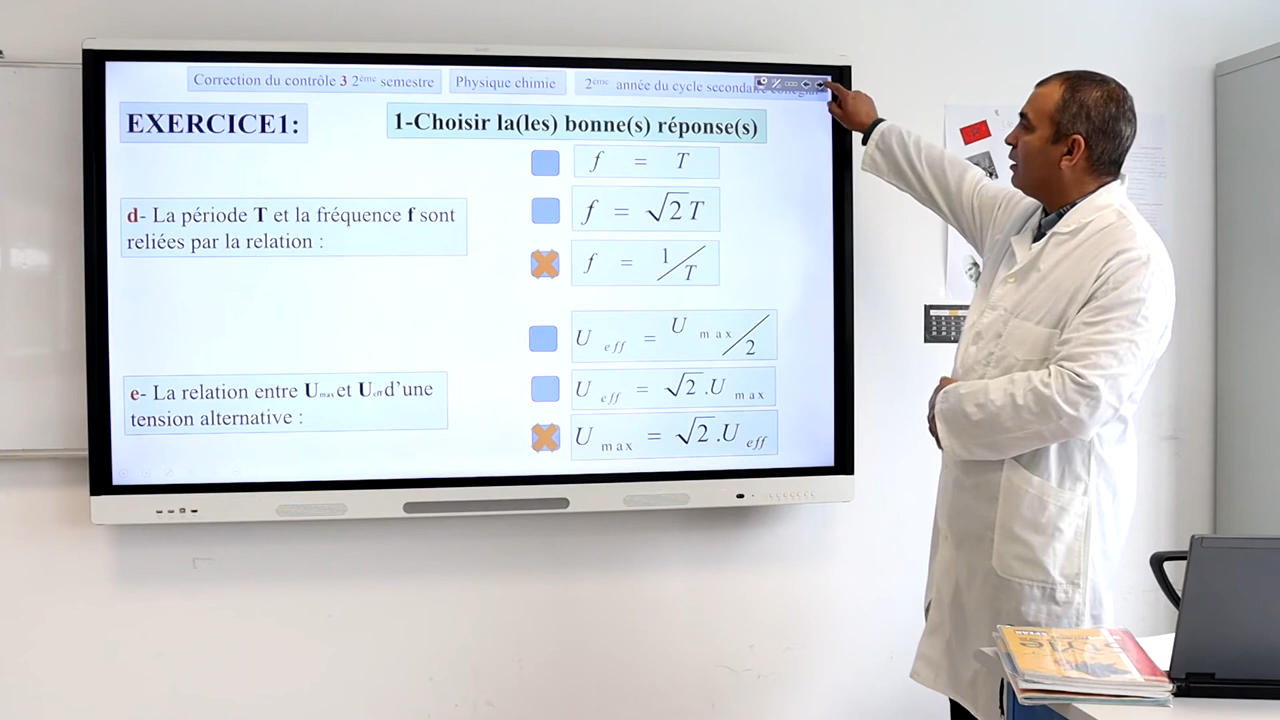 Correction du contrôle 3 2ème semestre
Physique chimie
2ème année du cycle secondaire
EXERCICE1:
1-Choisir la(les) bonne(s) réponse(s)
d- La période T et la fréquence f sont
reliées par la relation :
f = T
f = √2 T
f = 1/T
e- La relation entre Umax et Ueff d'une
tension alternative :
U eff = U max/2
U eff = √2 .U max
U max = √2 .U eff